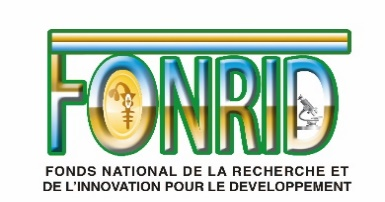 FONRID
FONDS NATIONAL DE LA RECHERCHE ET
DE L'INNOVATION POUR LE DEVELOPPEMENT